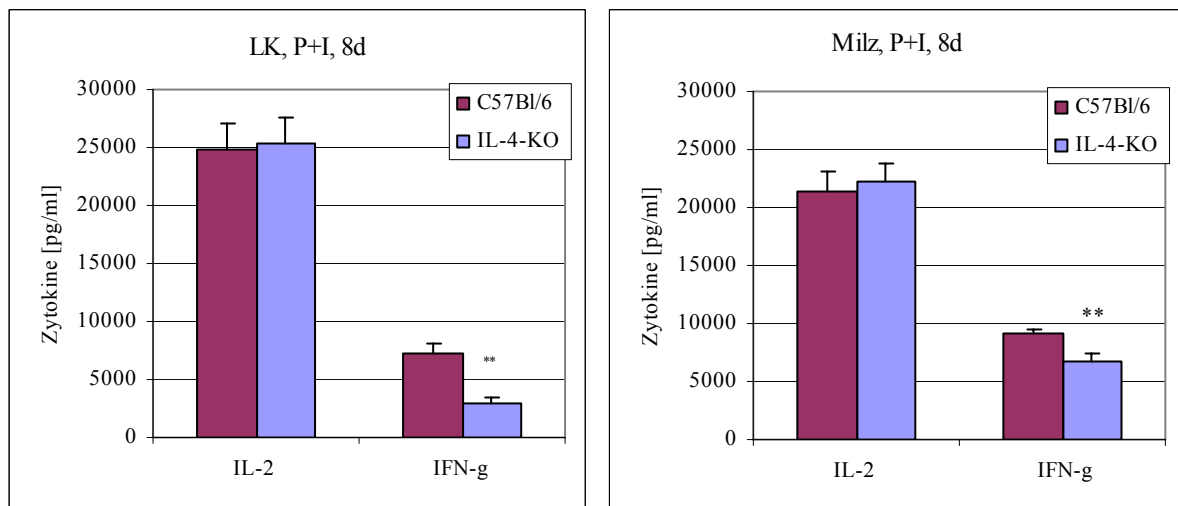 LK, P+I, 8d
Zytokine [pg/ml]
30000
25000
20000
15000
10000
5000
0
C57Bl/6
IL-4-KO
**
IL-2
IFN-g
Milz, P+I, 8d
Zytokine [pg/ml]
30000
25000
20000
15000
10000
5000
0
C57Bl/6
IL-4-KO
**
IL-2
IFN-g